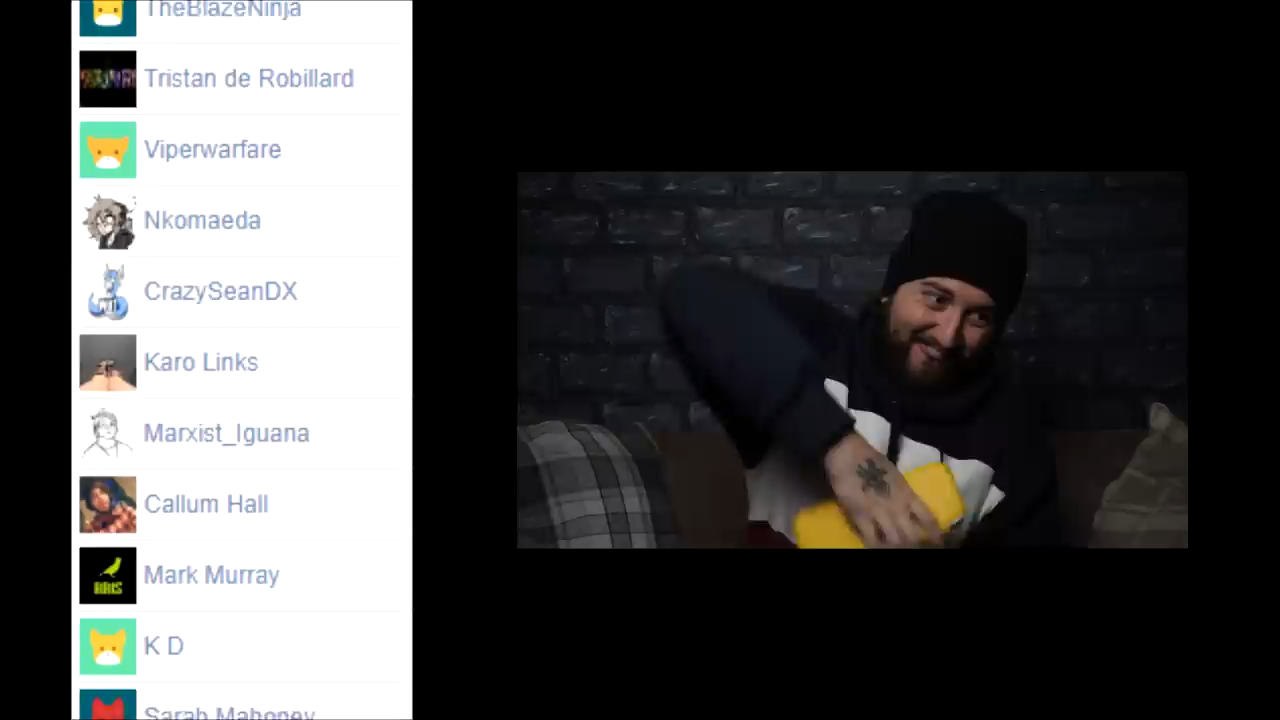 TheBlazeNinja
Tristan de Robillard
Viperwarfare
Nkomaeda
CrazySeanDX
Karo Links
Marxist_Iguana
Callum Hall
Mark Murray
K D
Sarah Mahoney